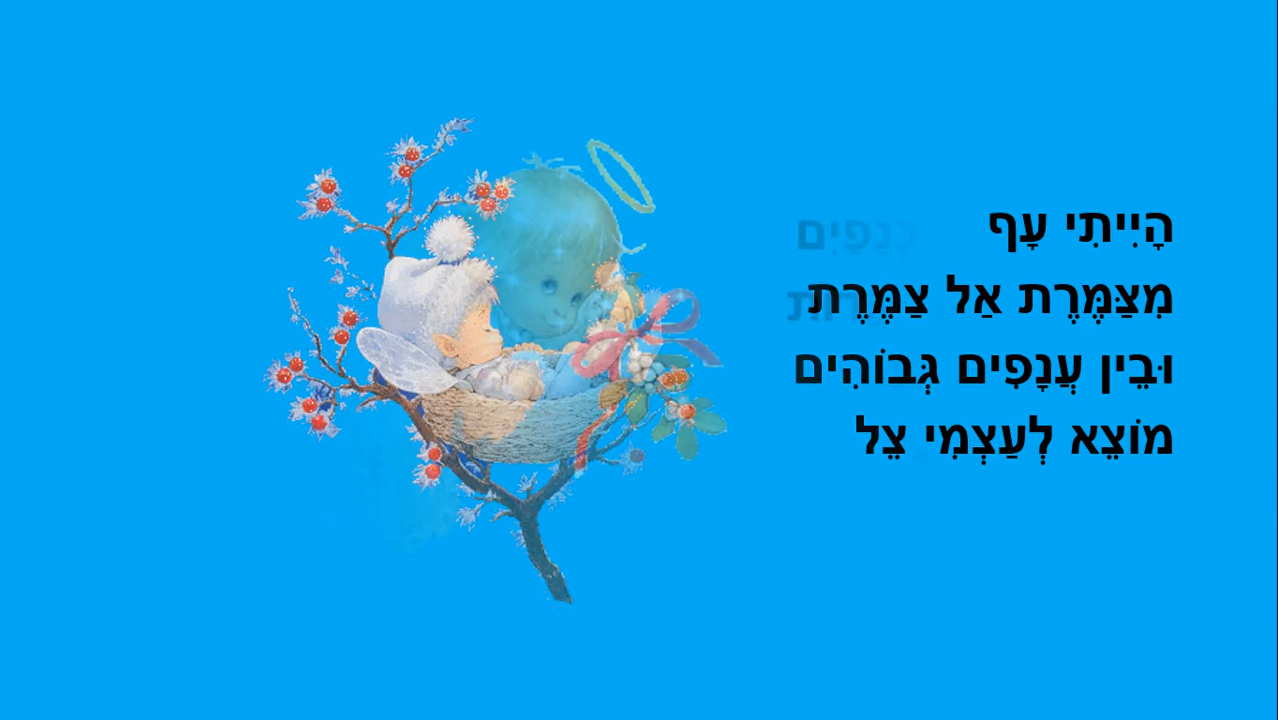 הָיִיתִי עָף
מִצַּמֶּרֶת אַל צַמֶּרֶת
וּבֵין עֲנָפִים גְּבוֹהִים
מוֹצֵא לְעַצְמִי צֵל
כְּנָפַיִם